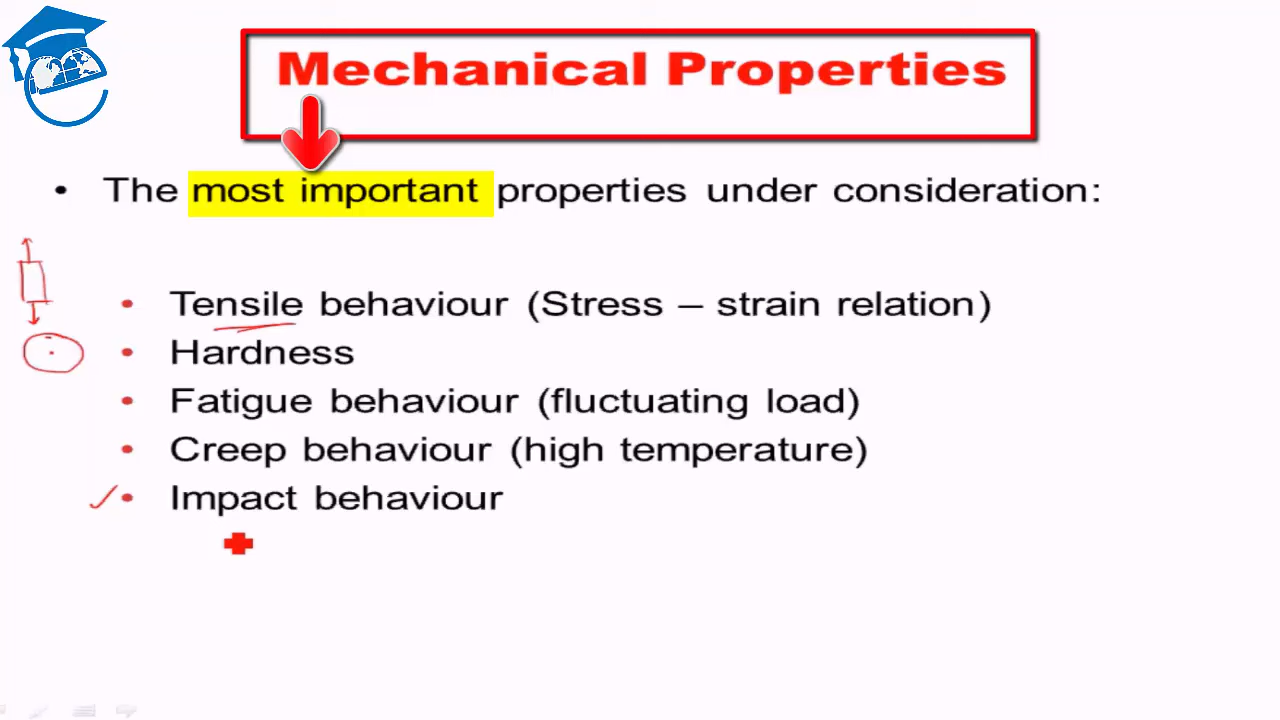 Mechanical Properties
• The most important properties under consideration:
• Tensile behaviour (Stress – strain relation)
• Hardness
• Fatigue behaviour (fluctuating load)
• Creep behaviour (high temperature)
• Impact behaviour